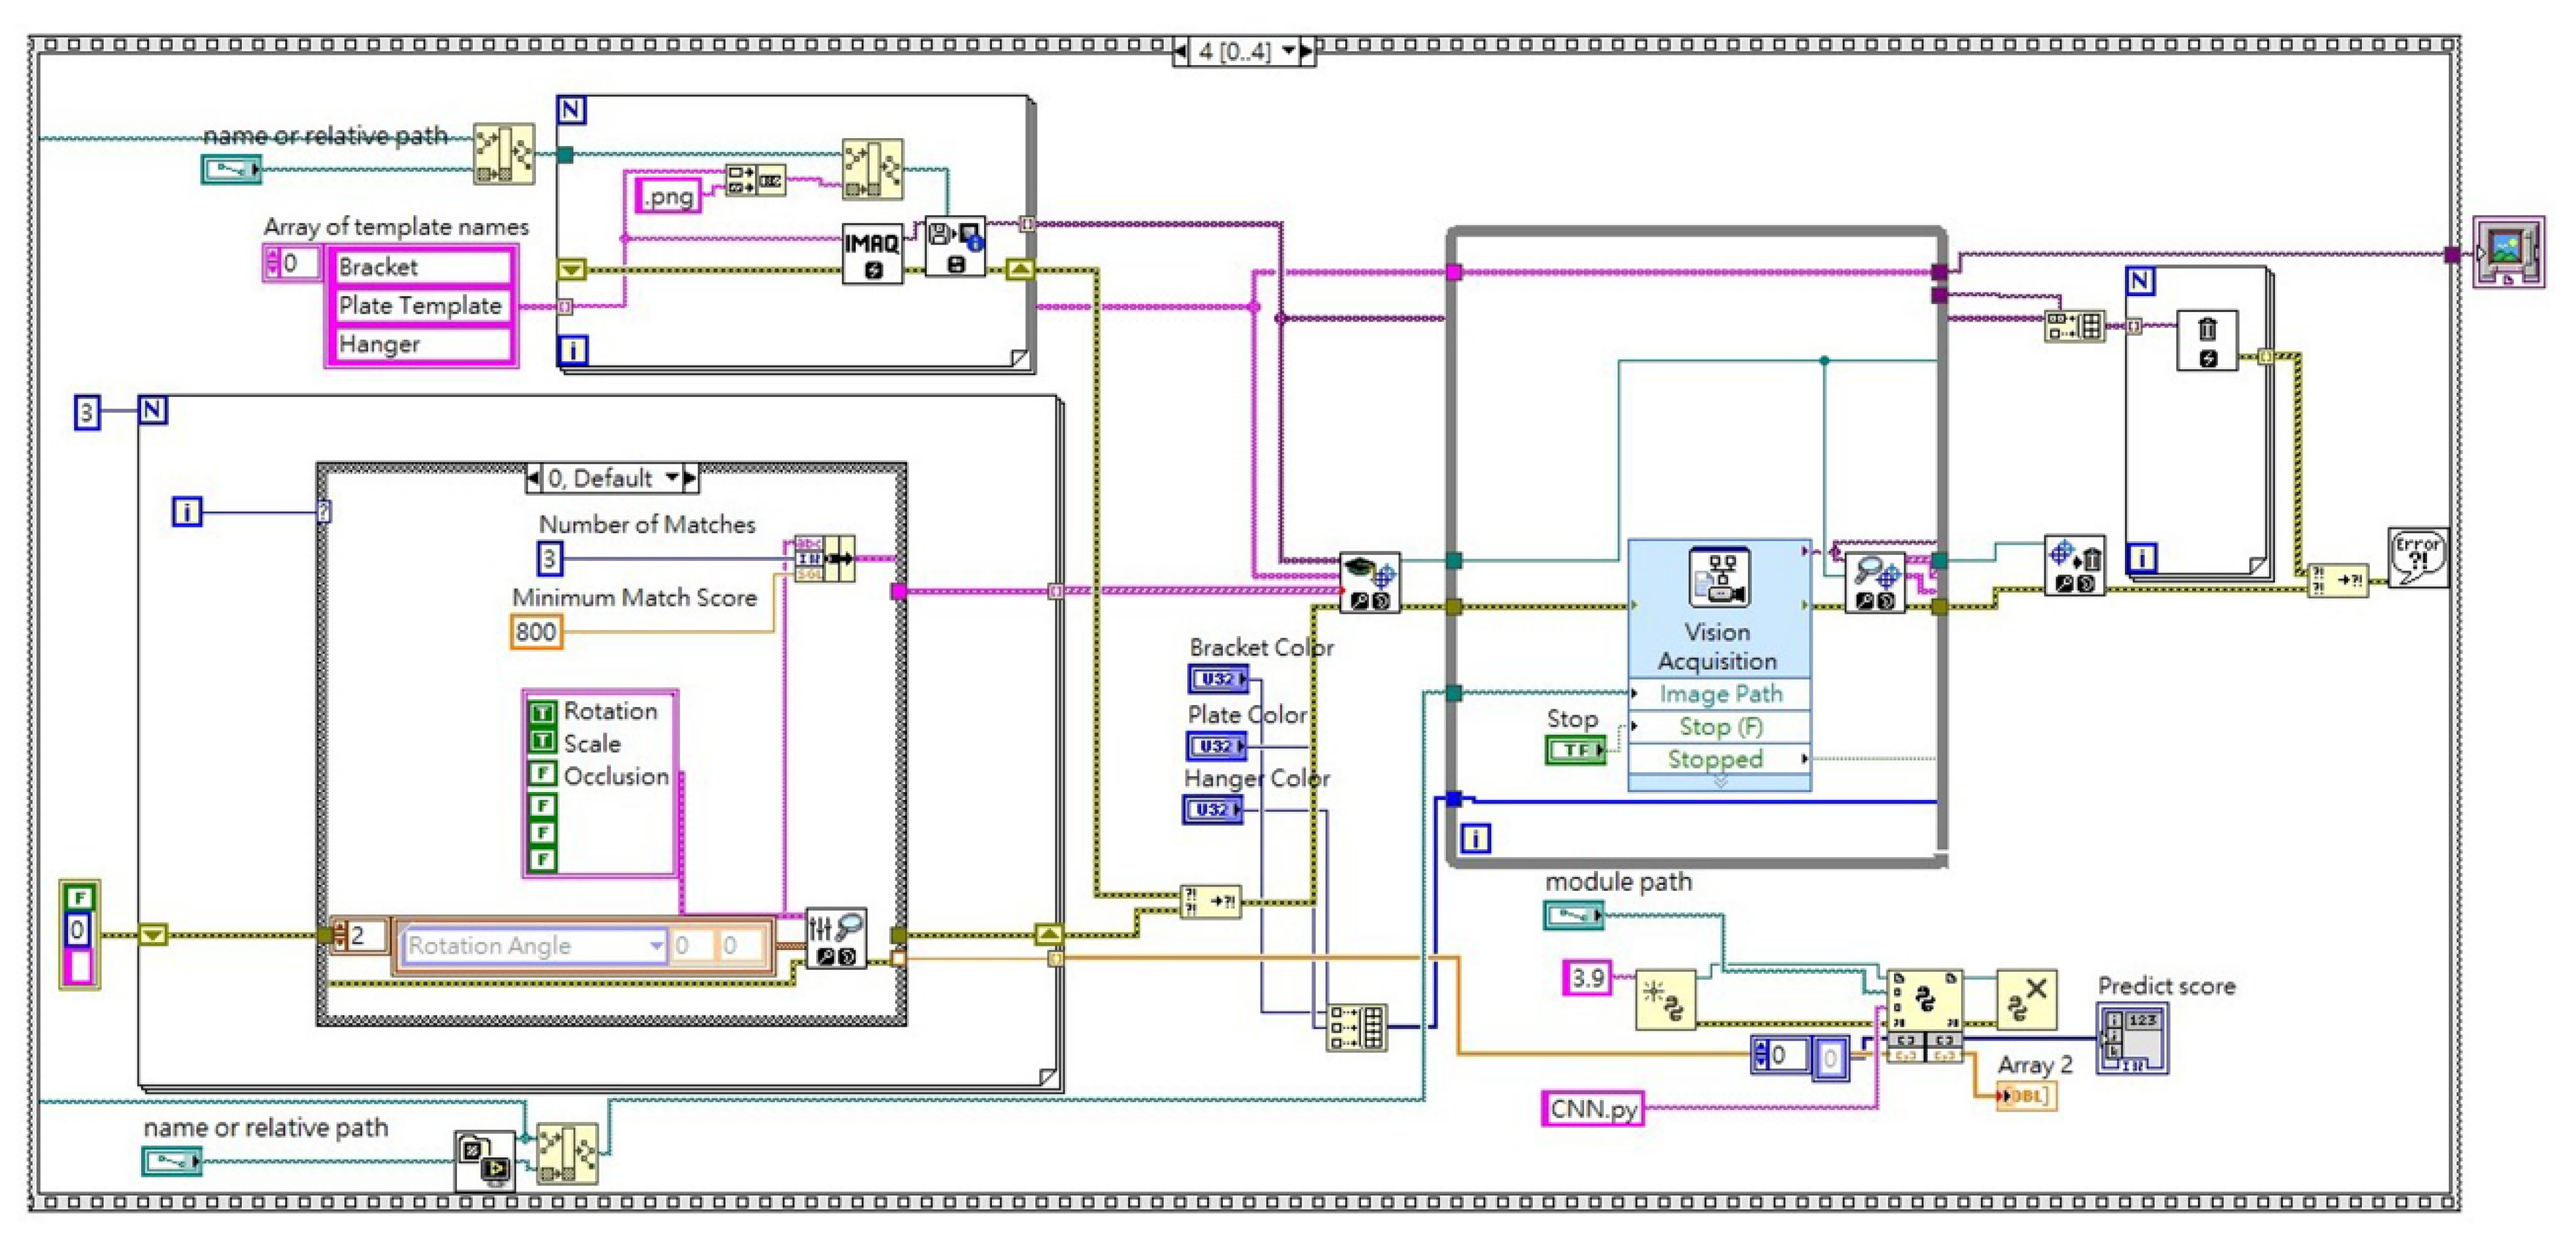 4 [0..4]
N
name or relative path
.png
Array of template names
0
Bracket
Plate Template
Hanger
IMAQ
i
N
i
3
N
0, Default
i
?
Number of Matches
3
abc
Minimum Match Score
800
T Rotation
T Scale
F Occlusion
F
F
F
F
0
2
Rotation Angle
0
0
Bracket Color
U32
Plate Color
U32
Hanger Color
U32
Vision
Acquisition
Image Path
Stop
TF
Stop (F)
Stopped
i
Error
?!
module path
3.9
0
0
Predict score
123
Array 2
DBL]
CNN.py
name or relative path